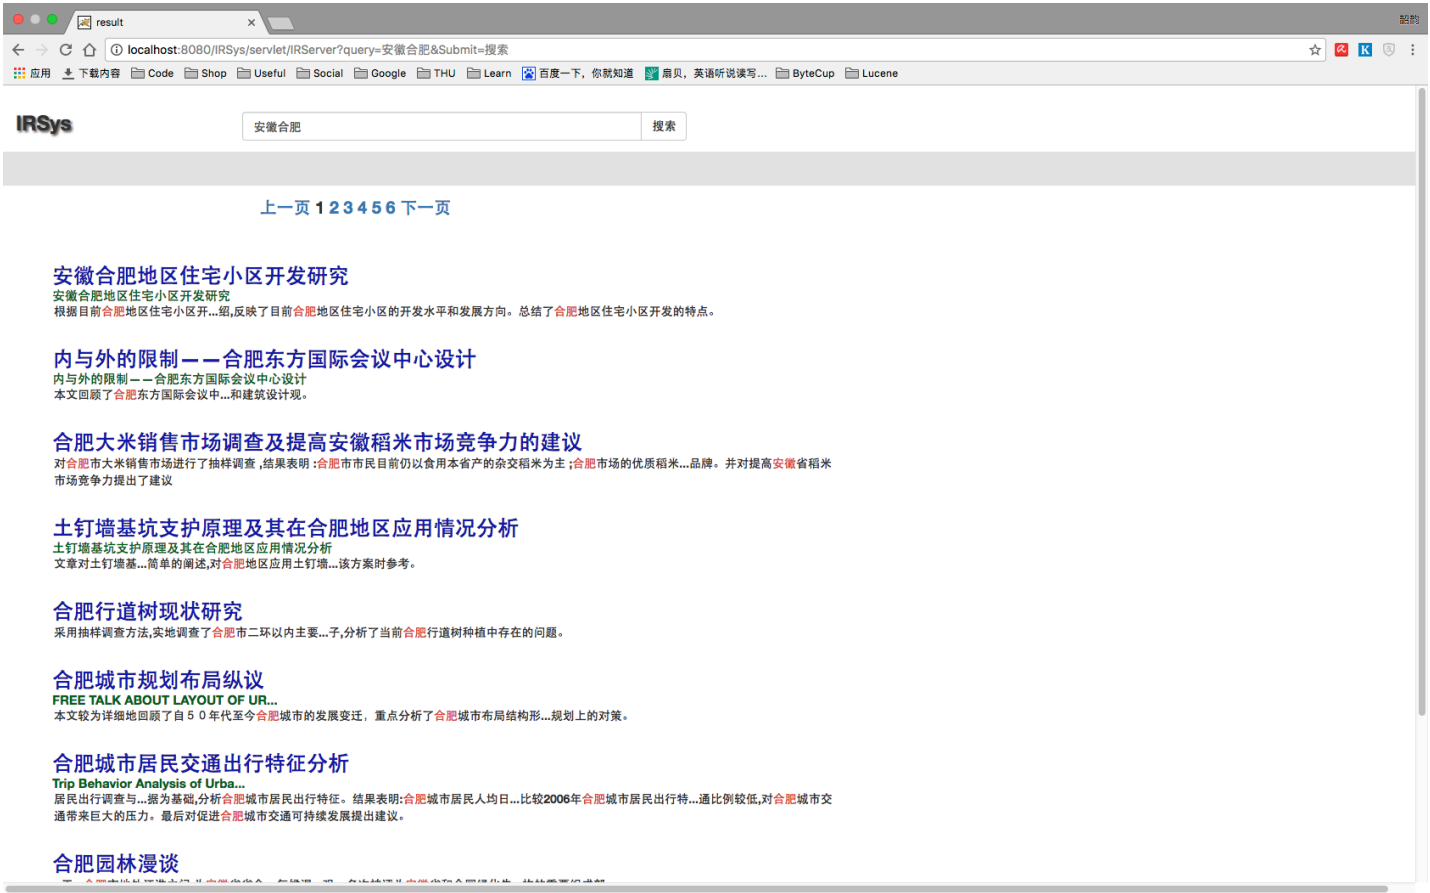 result
韶韵
localhost:8080/IRSys/servlet/IRServer?query=安徽合肥&Submit=搜索
应用 下载内容 Code Shop Useful Social Google THU Learn 百度一下，你就知道 扇贝，英语听说读写... ByteCup Lucene
IRSys
安徽合肥 搜索
上一页 1 2 3 4 5 6 下一页
安徽合肥地区住宅小区开发研究
安徽合肥地区住宅小区开发研究
根据目前合肥地区住宅小区开...绍,反映了目前合肥地区住宅小区的开发水平和发展方向。总结了合肥地区住宅小区开发的特点。
内与外的限制——合肥东方国际会议中心设计
内与外的限制——合肥东方国际会议中心设计
本文回顾了合肥东方国际会议中...和建筑设计观。
合肥大米销售市场调查及提高安徽稻米市场竞争力的建议
对合肥市大米销售市场进行了抽样调查 ,结果表明 :合肥市市民目前仍以食用本省产的杂交稻米为主 ;合肥市场的优质稻米...品牌。并对提高安徽省稻米
市场竞争力提出了建议
土钉墙基坑支护原理及其在合肥地区应用情况分析
土钉墙基坑支护原理及其在合肥地区应用情况分析
文章对土钉墙基...简单的阐述,对合肥地区应用土钉墙...该方案时参考。
合肥行道树现状研究
采用抽样调查方法,实地调查了合肥市二环以内主要...子,分析了当前合肥行道树种植中存在的问题。
合肥城市规划布局纵议
FREE TALK ABOUT LAYOUT OF UR...
本文较为详细地回顾了自５０年代至今合肥城市的发展变迁，重点分析了合肥城市布局结构形...规划上的对策。
合肥城市居民交通出行特征分析
Trip Behavior Analysis of Urba...
居民出行调查与...据为基础,分析合肥城市居民出行特征。结果表明:合肥城市居民人均日...比较2006年合肥城市居民出行特...通比例较低,对合肥城市交
通带来巨大的压力。最后对促进合肥城市交通可持续发展提出建议。
合肥园林漫谈